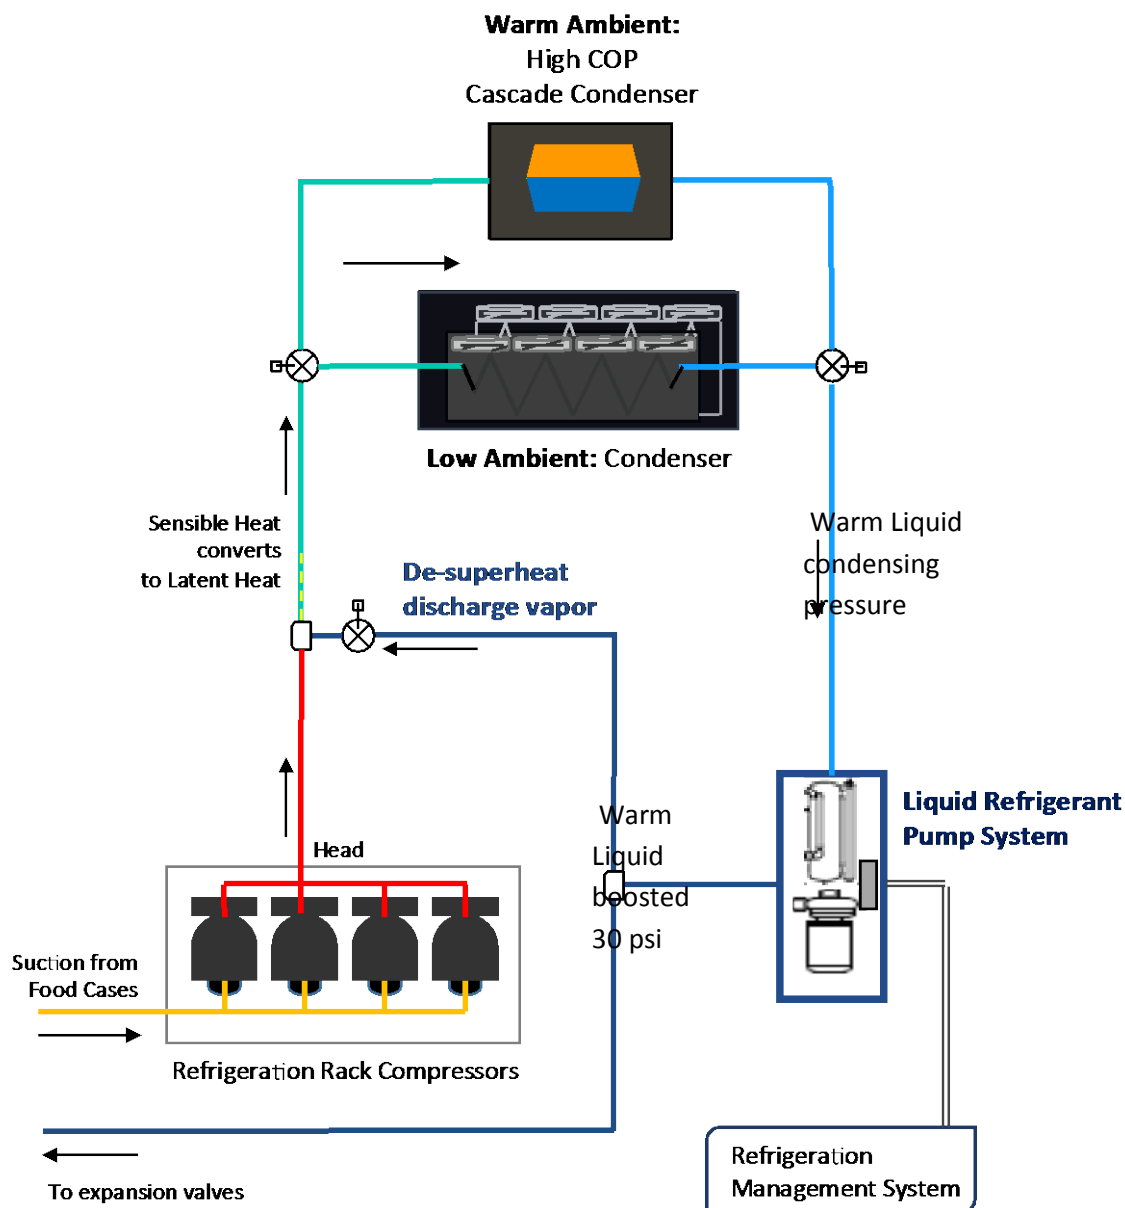 Warm Ambient:
High COP
Cascade Condenser
Low Ambient: Condenser
Sensible Heat
converts
to Latent Heat
Warm Liquid
condensing
pressure
De-superheat
discharge vapor
Liquid Refrigerant
Pump System
Warm
Liquid
boosted
30 psi
Head
Suction from
Food Cases
Refrigeration Rack Compressors
To expansion valves
Refrigeration
Management System